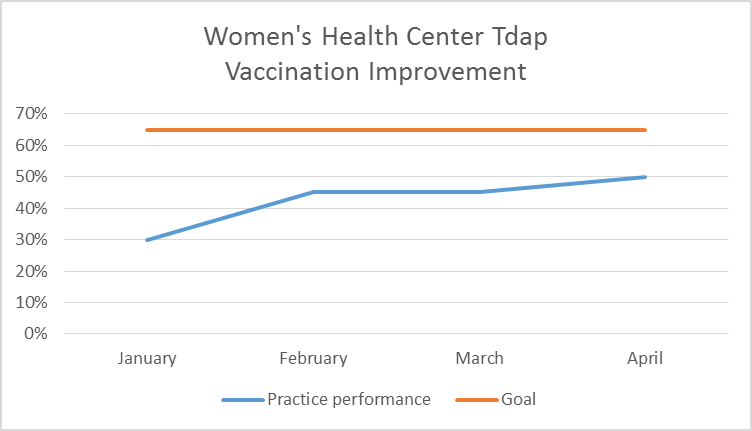 Women's Health Center Tdap
Vaccination Improvement
70%
60%
50%
40%
30%
20%
10%
0%
January February March April
Practice performance Goal